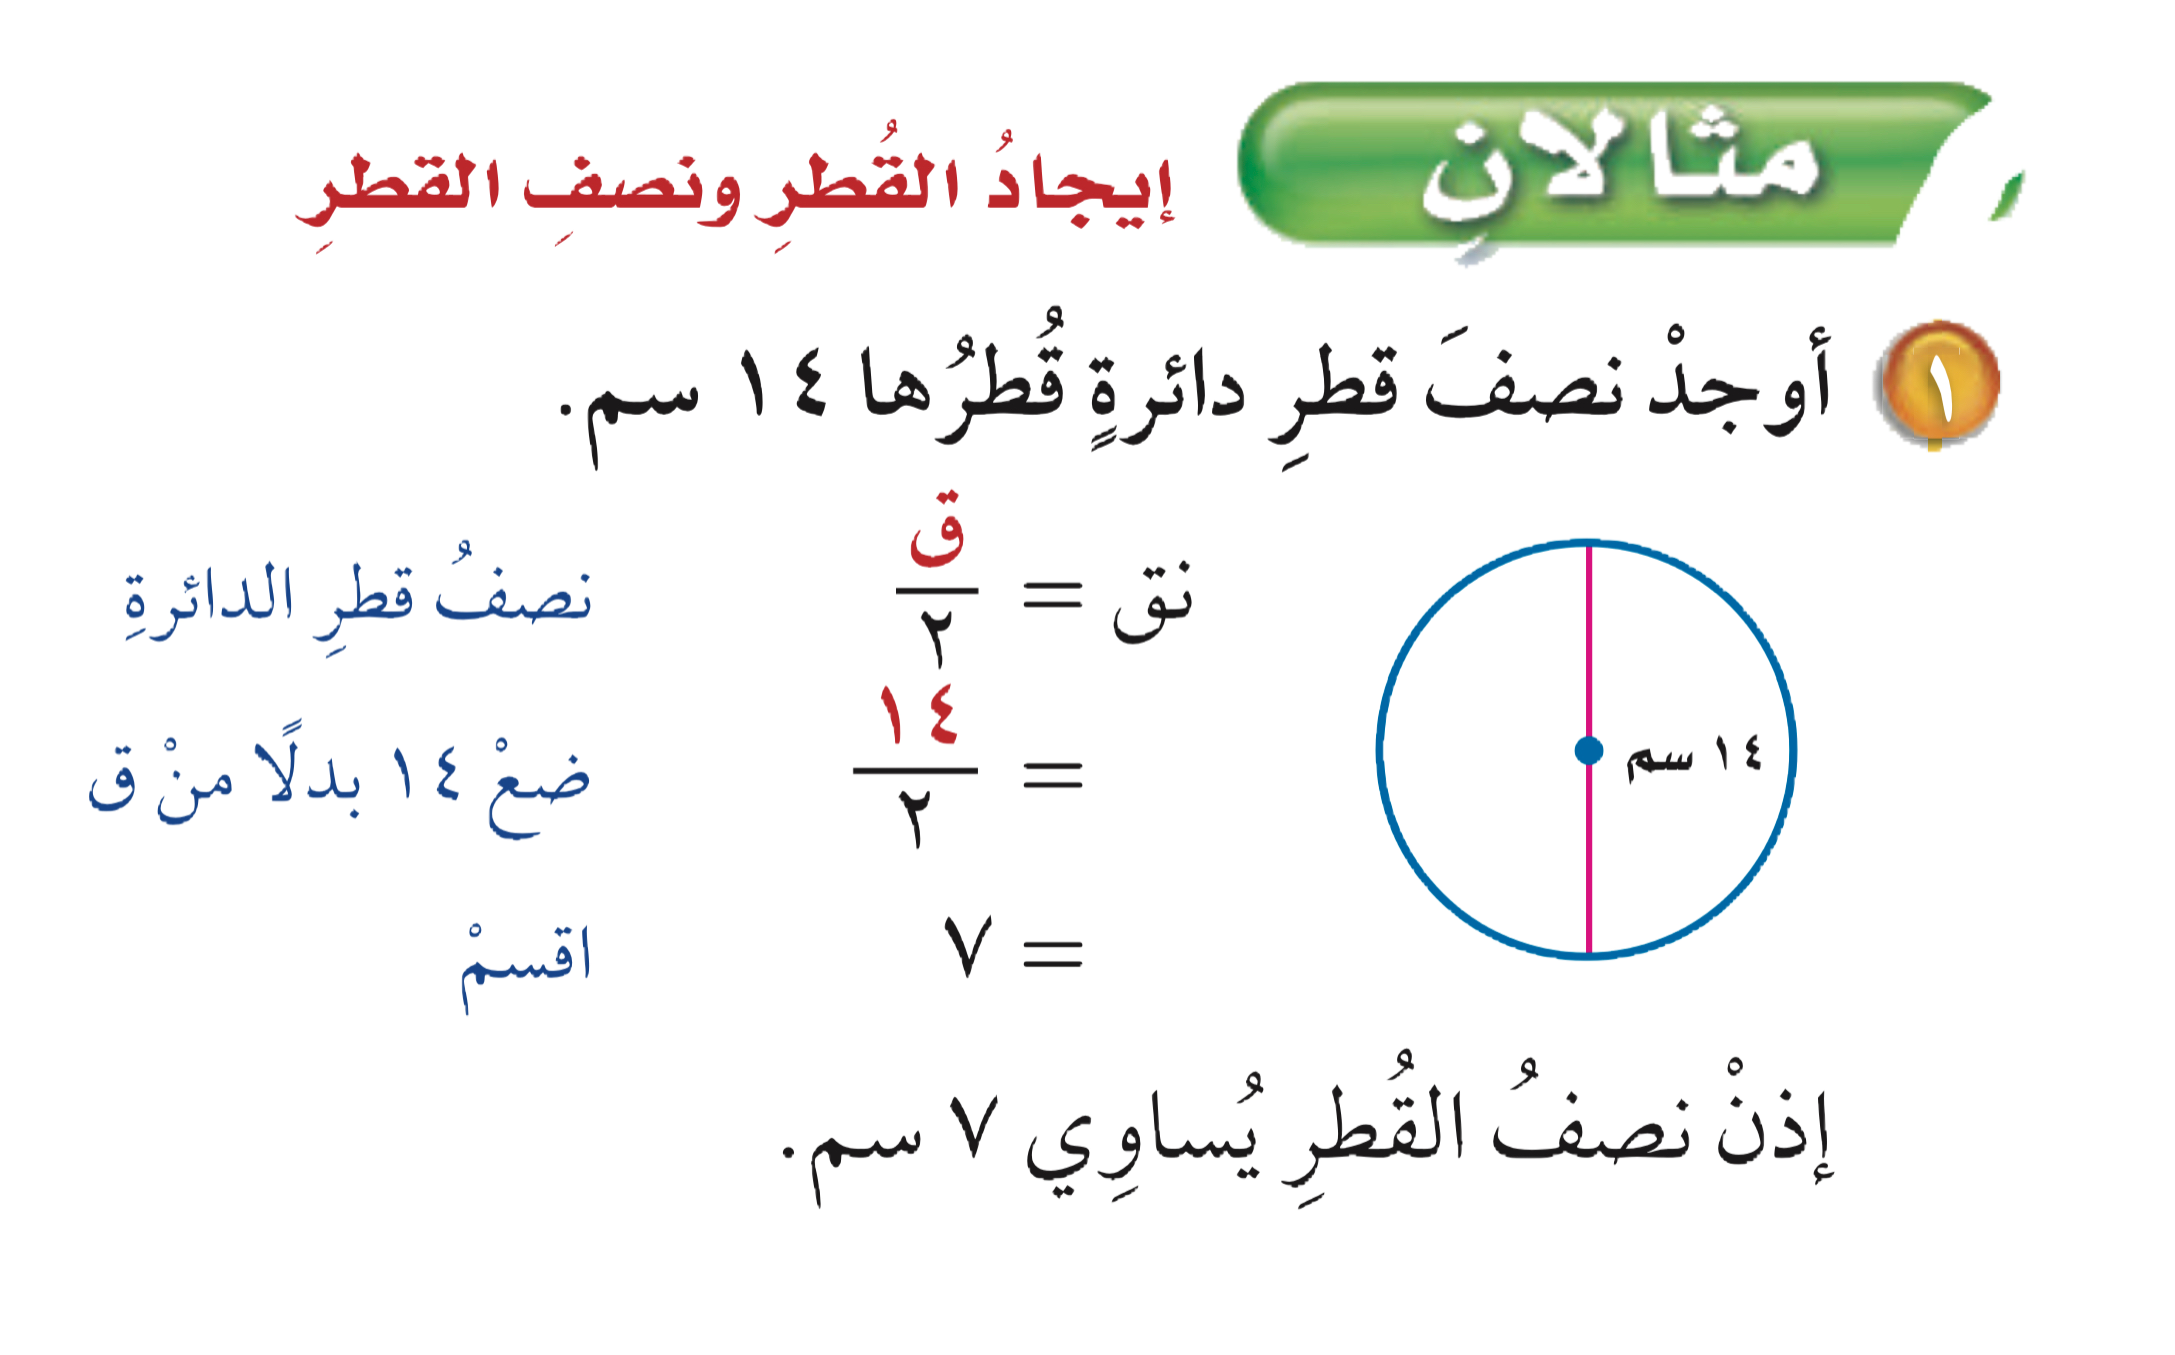 مثالانِ إيجادُ القُطرِ ونصفِ القطرِ
١ أوجدْ نصفَ قطرِ دائرةٍ قُطرُها ١٤ سم.
نق = ق/٢ نصفُ قطرِ الدائرةِ
١٤ سم
= ١٤/٢ ضعْ ١٤ بدلًا منْ ق
= ٧ اقسمْ
إذنْ نصفُ القُطرِ يُساوِي ٧ سم.